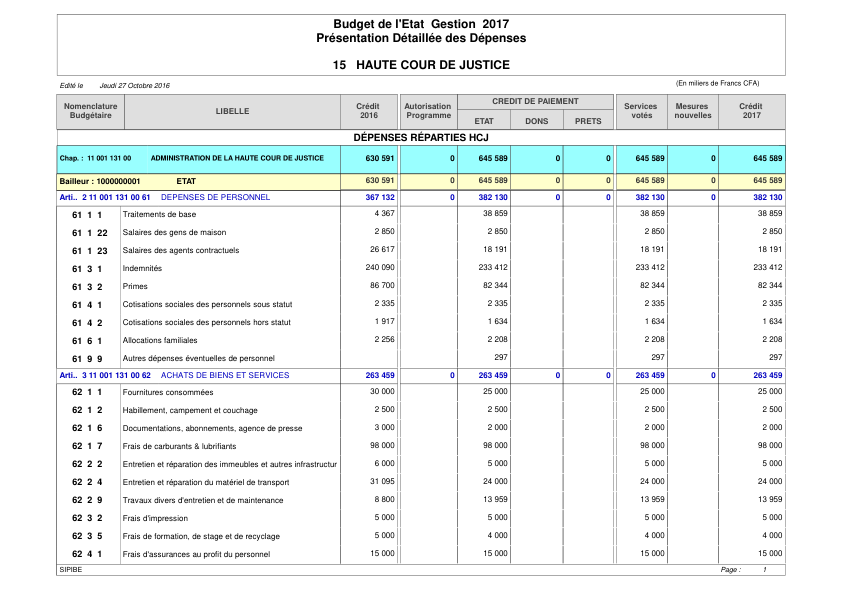 Budget de l'Etat Gestion 2017
Présentation Détaillée des Dépenses
15 HAUTE COUR DE JUSTICE
Edité le Jeudi 27 Octobre 2016 (En miliers de Francs CFA)
Nomenclature Budgétaire LIBELLE Crédit 2016 Autorisation Programme CREDIT DE PAIEMENT ETAT DONS PRETS Services votés Mesures nouvelles Crédit 2017
DÉPENSES RÉPARTIES HCJ
Chap. : 11 001 131 00 ADMINISTRATION DE LA HAUTE COUR DE JUSTICE 630 591 0 645 589 0 0 645 589 0 645 589
Bailleur : 1000000001 ETAT 630 591 0 645 589 0 0 645 589 0 645 589
Arti.. 2 11 001 131 00 61 DEPENSES DE PERSONNEL 367 132 0 382 130 0 0 382 130 0 382 130
61 1 1 Traitements de base 4 367 38 859 38 859 38 859
61 1 22 Salaires des gens de maison 2 850 2 850 2 850 2 850
61 1 23 Salaires des agents contractuels 26 617 18 191 18 191 18 191
61 3 1 Indemnités 240 090 233 412 233 412 233 412
61 3 2 Primes 86 700 82 344 82 344 82 344
61 4 1 Cotisations sociales des personnels sous statut 2 335 2 335 2 335 2 335
61 4 2 Cotisations sociales des personnels hors statut 1 917 1 634 1 634 1 634
61 6 1 Allocations familiales 2 256 2 208 2 208 2 208
61 9 9 Autres dépenses éventuelles de personnel 297 297 297
Arti.. 3 11 001 131 00 62 ACHATS DE BIENS ET SERVICES 263 459 0 263 459 0 0 263 459 0 263 459
62 1 1 Fournitures consommées 30 000 25 000 25 000 25 000
62 1 2 Habillement, campement et couchage 2 500 2 500 2 500 2 500
62 1 6 Documentations, abonnements, agence de presse 3 000 2 000 2 000 2 000
62 1 7 Frais de carburants & lubrifiants 98 000 98 000 98 000 98 000
62 2 2 Entretien et réparation des immeubles et autres infrastructur 6 000 5 000 5 000 5 000
62 2 4 Entretien et réparation du matériel de transport 31 095 24 000 24 000 24 000
62 2 9 Travaux divers d'entretien et de maintenance 8 800 13 959 13 959 13 959
62 3 2 Frais d'impression 5 000 5 000 5 000 5 000
62 3 5 Frais de formation, de stage et de recyclage 5 000 4 000 4 000 4 000
62 4 1 Frais d'assurances au profit du personnel 15 000 15 000 15 000 15 000
SIPIBE Page : 1